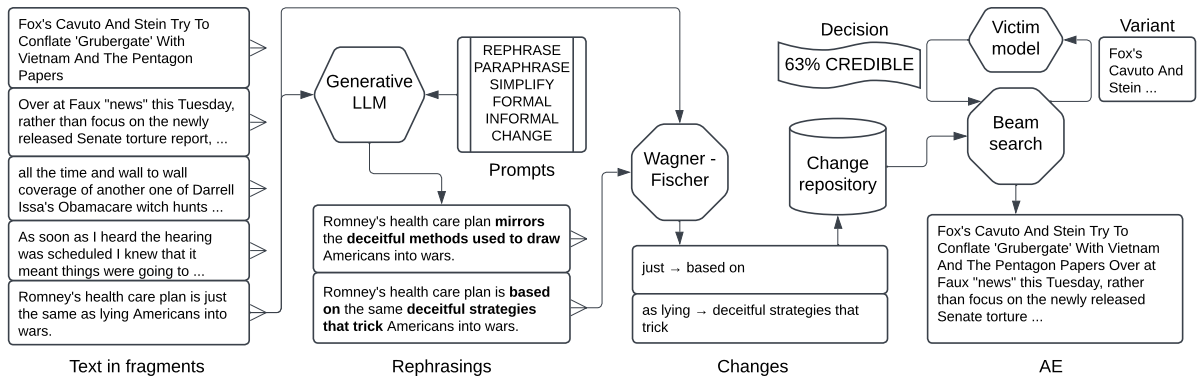 Fox's Cavuto And Stein Try To
Conflate 'Grubergate' With
Vietnam And The Pentagon
Papers
Over at Faux "news" this Tuesday,
rather than focus on the newly
released Senate torture report, ...
all the time and wall to wall
coverage of another one of Darrell
Issa's Obamacare witch hunts ...
As soon as I heard the hearing
was scheduled I knew that it
meant things were going to ...
Romney's health care plan is just
the same as lying Americans into
wars.
Text in fragments
Generative
LLM
REPHRASE
PARAPHRASE
SIMPLIFY
FORMAL
INFORMAL
CHANGE
Prompts
Romney's health care plan mirrors
the deceitful methods used to draw
Americans into wars.
Romney's health care plan is based
on the same deceitful strategies
that trick Americans into wars.
Rephrasings
Wagner -
Fischer
just → based on
as lying → deceitful strategies that
trick
Changes
Change
repository
Decision
63% CREDIBLE
Victim
model
Variant
Fox's
Cavuto And
Stein ...
Beam
search
Fox's Cavuto And Stein Try To
Conflate 'Grubergate' With Vietnam
And The Pentagon Papers Over at
Faux "news" this Tuesday, rather
than focus on the newly released
Senate torture ...
AE